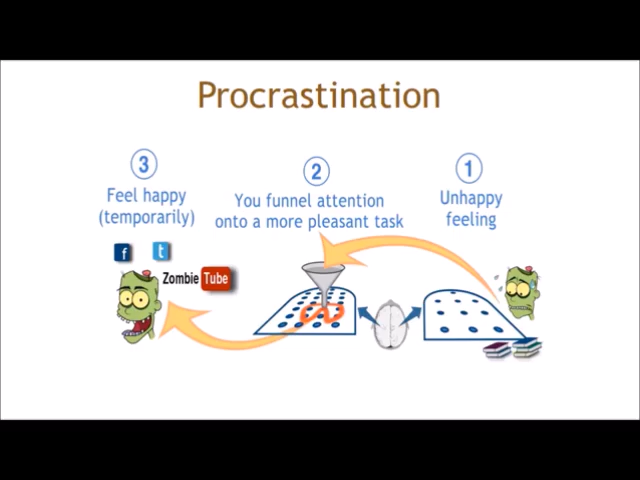 Procrastination
3
Feel happy
(temporarily)
2
You funnel attention
onto a more pleasant task
1
Unhappy
feeling
f
t
Zombie Tube